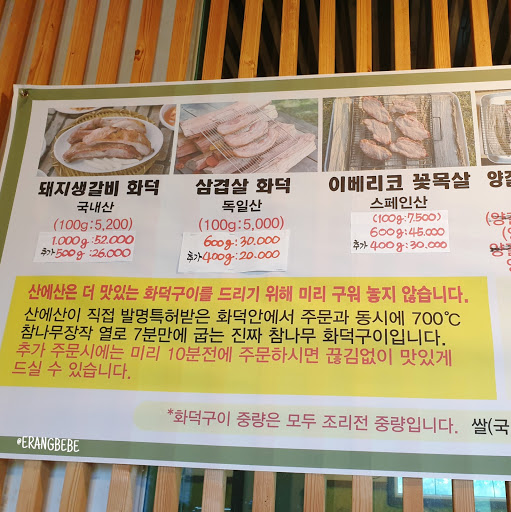 돼지생갈비 화덕
국내산
(100g:5,200)
1.000g:52.000
추가 500g:26.000
삼겹살 화덕
독일산
(100g:5,000)
600g:30.000
추가 400g:20.000
이베리코 꽃목살
스페인산
(100g:7,500)
600g:45.000
추가 400g:30.000
양갈
산에산은 더 맛있는 화덕구이를 드리기 위해 미리 구워 놓지 않습니다.
산에산이 직접 발명특허받은 화덕안에서 주문과 동시에 700℃
참나무장작 열로 7분만에 굽는 진짜 참나무 화덕구이입니다.
추가 주문시에는 미리 10분전에 주문하시면 끊김없이 맛있게
드실 수 있습니다.
*화덕구이 중량은 모두 조리전 중량입니다. 쌀(국
#ERANGBEBE